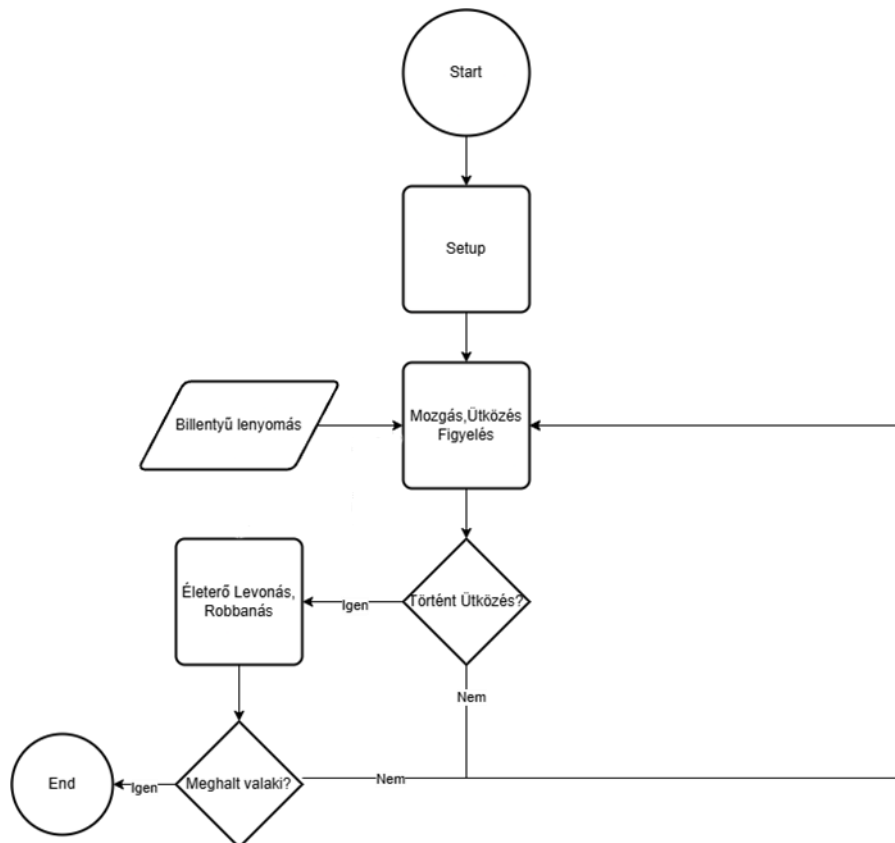 Start
Setup
Billentyű lenyomás
Mozgás,Ütközés
Figyelés
Történt Ütközés?
Igen
Életerő Levonás,
Robbanás
Nem
Meghalt valaki?
Nem
Igen
End